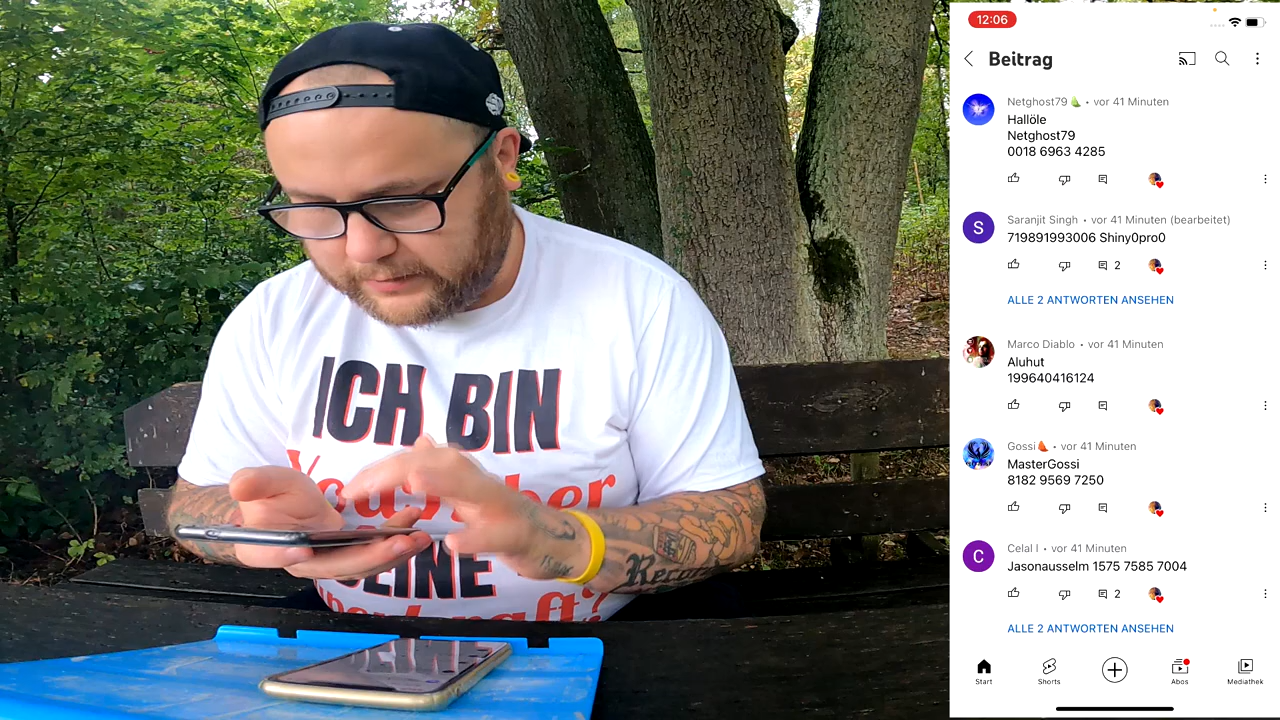 ICH BIN
YouTuber
DEINE
12:06
Beitrag
Netghost79 • vor 41 Minuten
Hallöle
Netghost79
0018 6963 4285
Saranjit Singh • vor 41 Minuten (bearbeitet)
719891993006 Shiny0pro0
2
ALLE 2 ANTWORTEN ANSEHEN
Marco Diablo • vor 41 Minuten
Aluhut
199640416124
Gossi • vor 41 Minuten
MasterGossi
8182 9569 7250
Celal I • vor 41 Minuten
Jasonausselm 1575 7585 7004
2
ALLE 2 ANTWORTEN ANSEHEN
Start
Shorts
Abos
Mediathek
S
C